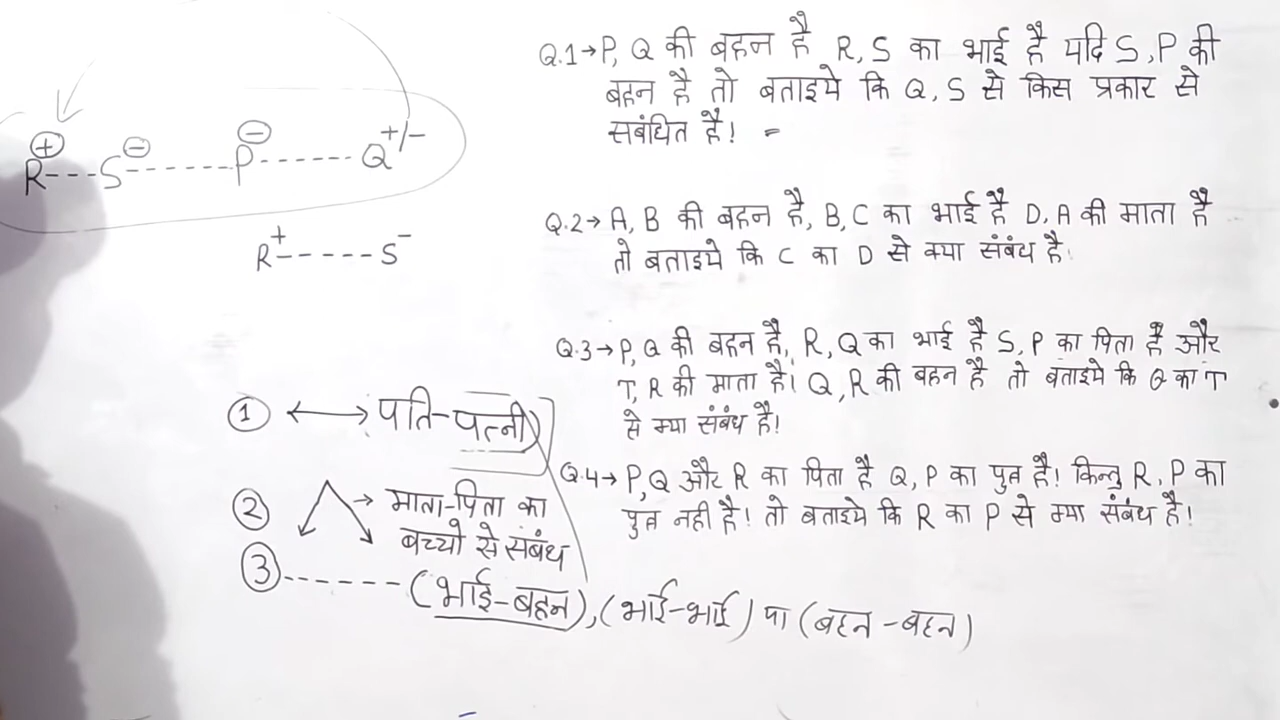 Q.1→P, Q की बहन है R, S का भाई है यदि S, P की
बहन है तो बताइये कि Q, S से किस प्रकार से
सबंधित है! =
R⊕---S⊖-------P⊖------Q+/-
R+-----S-
Q.2→A, B की बहन है, B, C का भाई है D, A की माता है
तो बताइये कि C का D से क्या संबंध है
Q.3→P, Q की बहन है, R, Q का भाई है S, P का पिता है और
T, R की माता है। Q, R की बहन है तो बताइये कि Q का T
से क्या संबंध है!
Q.4→P, Q और R का पिता है Q, P का पुत्र है! किन्तु R, P का
पुत्र नही है! तो बताइये कि R का P से क्या संबंध है!
① ⟷ पति-पत्नी)
② → माता-पिता का
बच्चो से संबंध
③------(भाई-बहन), (भाई-भाई) या (बहन-बहन)